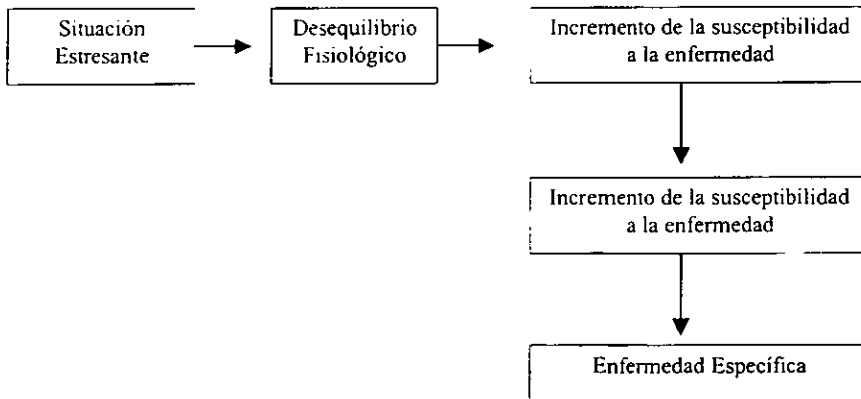 Situación
Estresante
Desequilibrio
Fisiológico
Incremento de la susceptibilidad
a la enfermedad
Incremento de la susceptibilidad
a la enfermedad
Enfermedad Específica